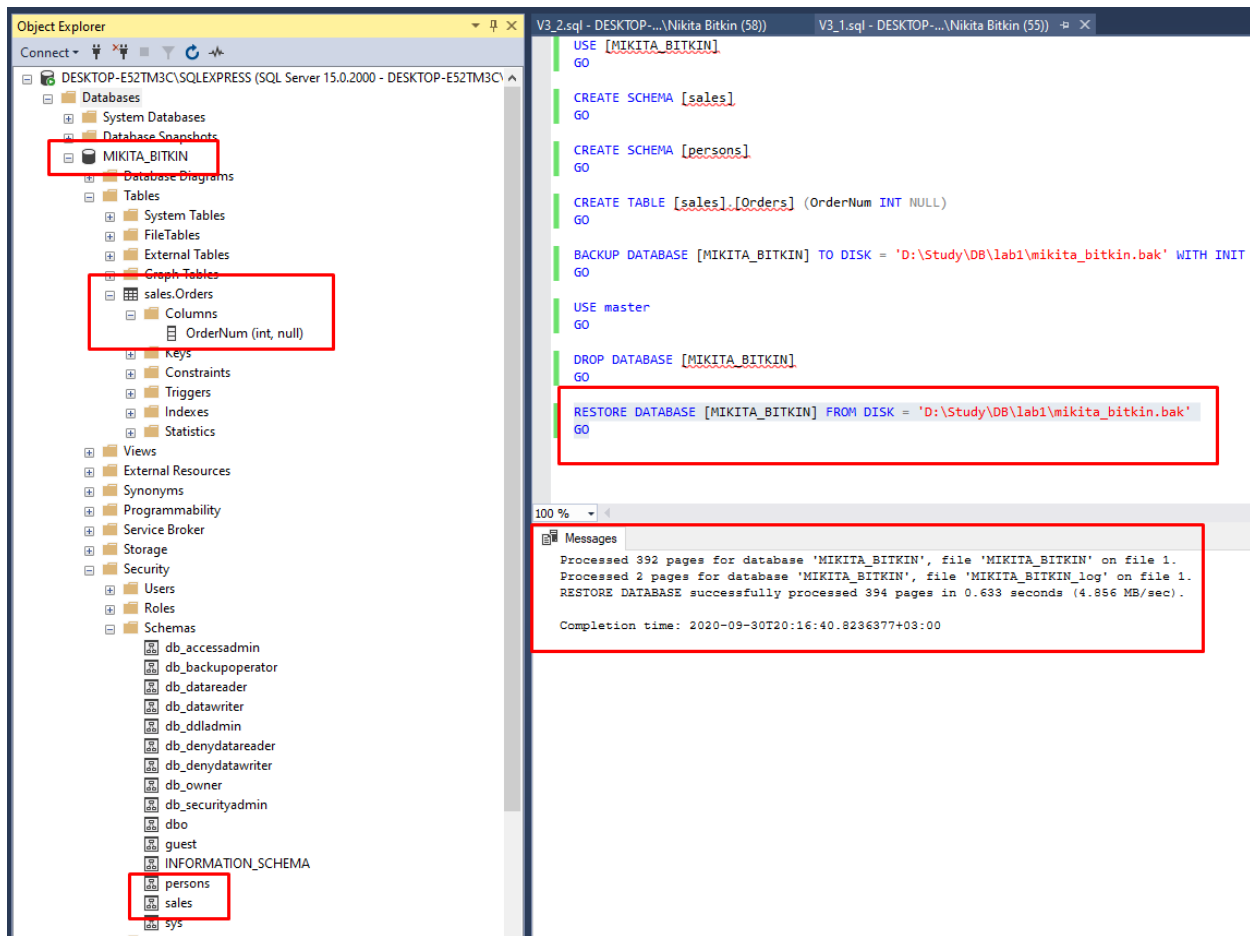 Object Explorer
Connect
DESKTOP-E52TM3C\SQLEXPRESS (SQL Server 15.0.2000 - DESKTOP-E52TM3C\
Databases
System Databases
Database Snapshots
MIKITA_BITKIN
Database Diagrams
Tables
System Tables
FileTables
External Tables
Graph Tables
sales.Orders
Columns
OrderNum (int, null)
Keys
Constraints
Triggers
Indexes
Statistics
Views
External Resources
Synonyms
Programmability
Service Broker
Storage
Security
Users
Roles
Schemas
db_accessadmin
db_backupoperator
db_datareader
db_datawriter
db_ddladmin
db_denydatareader
db_denydatawriter
db_owner
db_securityadmin
dbo
guest
INFORMATION_SCHEMA
persons
sales
sys
V3_2.sql - DESKTOP-...\Nikita Bitkin (58))
V3_1.sql - DESKTOP-...\Nikita Bitkin (55))
USE [MIKITA_BITKIN]
GO
CREATE SCHEMA [sales]
GO
CREATE SCHEMA [persons]
GO
CREATE TABLE [sales].[Orders] (OrderNum INT NULL)
GO
BACKUP DATABASE [MIKITA_BITKIN] TO DISK = 'D:\Study\DB\lab1\mikita_bitkin.bak' WITH INIT
GO
USE master
GO
DROP DATABASE [MIKITA_BITKIN]
GO
RESTORE DATABASE [MIKITA_BITKIN] FROM DISK = 'D:\Study\DB\lab1\mikita_bitkin.bak'
GO
100 %
Messages
Processed 392 pages for database 'MIKITA_BITKIN', file 'MIKITA_BITKIN' on file 1.
Processed 2 pages for database 'MIKITA_BITKIN', file 'MIKITA_BITKIN_log' on file 1.
RESTORE DATABASE successfully processed 394 pages in 0.633 seconds (4.856 MB/sec).
Completion time: 2020-09-30T20:16:40.8236377+03:00